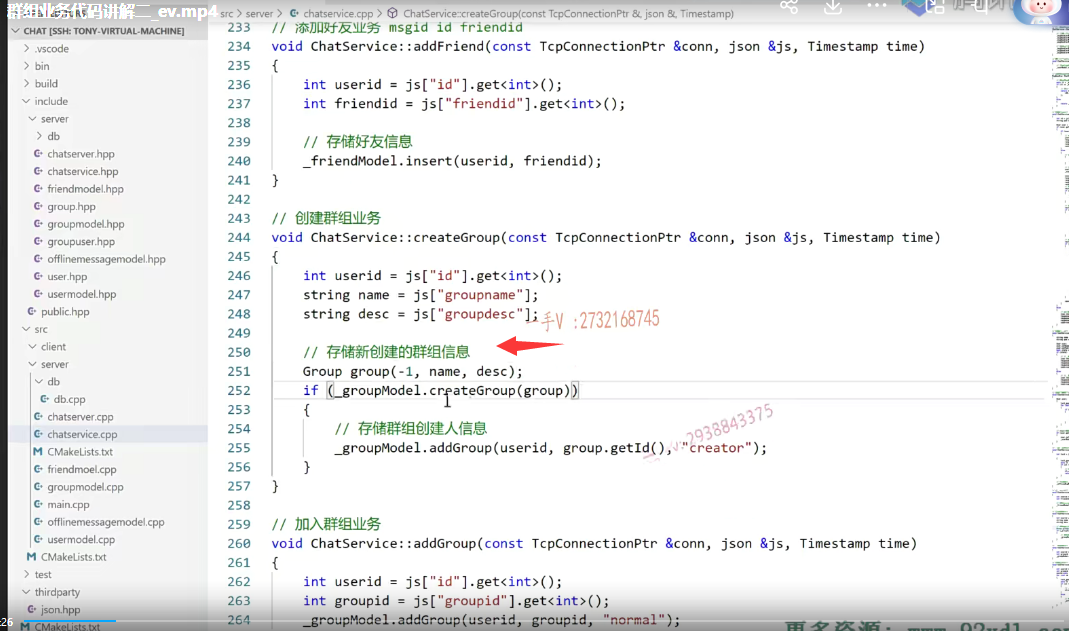 群组业务代码讲解二_ev.mp4
src > server > chatservice.cpp > ChatService::createGroup(const TcpConnectionPtr &, json &, Timestamp)
CHAT [SSH: TONY-VIRTUAL-MACHINE]
.vscode
bin
build
include
server
db
chatserver.hpp
chatservice.hpp
friendmodel.hpp
group.hpp
groupmodel.hpp
groupuser.hpp
offlinemessagemodel.hpp
user.hpp
usermodel.hpp
public.hpp
src
client
server
db
db.cpp
chatserver.cpp
chatservice.cpp
CMakeLists.txt
friendmoel.cpp
groupmodel.cpp
main.cpp
offlinemessagemodel.cpp
usermodel.cpp
CMakeLists.txt
test
thirdparty
json.hpp
CMakeLists.txt
:26
233 // 添加好友业务 msgid id friendid
234 void ChatService::addFriend(const TcpConnectionPtr &conn, json &js, Timestamp time)
235 {
236 int userid = js["id"].get<int>();
237 int friendid = js["friendid"].get<int>();
238
239 // 存储好友信息
240 _friendModel.insert(userid, friendid);
241 }
242
243 // 创建群组业务
244 void ChatService::createGroup(const TcpConnectionPtr &conn, json &js, Timestamp time)
245 {
246 int userid = js["id"].get<int>();
247 string name = js["groupname"];
248 string desc = js["groupdesc"];
一手V :2732168745
249
250 // 存储新创建的群组信息
251 Group group(-1, name, desc);
252 if (_groupModel.createGroup(group))
253 {
254 // 存储群组创建人信息
255 _groupModel.addGroup(userid, group.getId(), "creator");
2938843375
256 }
257 }
258
259 // 加入群组业务
260 void ChatService::addGroup(const TcpConnectionPtr &conn, json &js, Timestamp time)
261 {
262 int userid = js["id"].get<int>();
263 int groupid = js["groupid"].get<int>();
264 _groupModel.addGroup(userid, groupid, "normal");